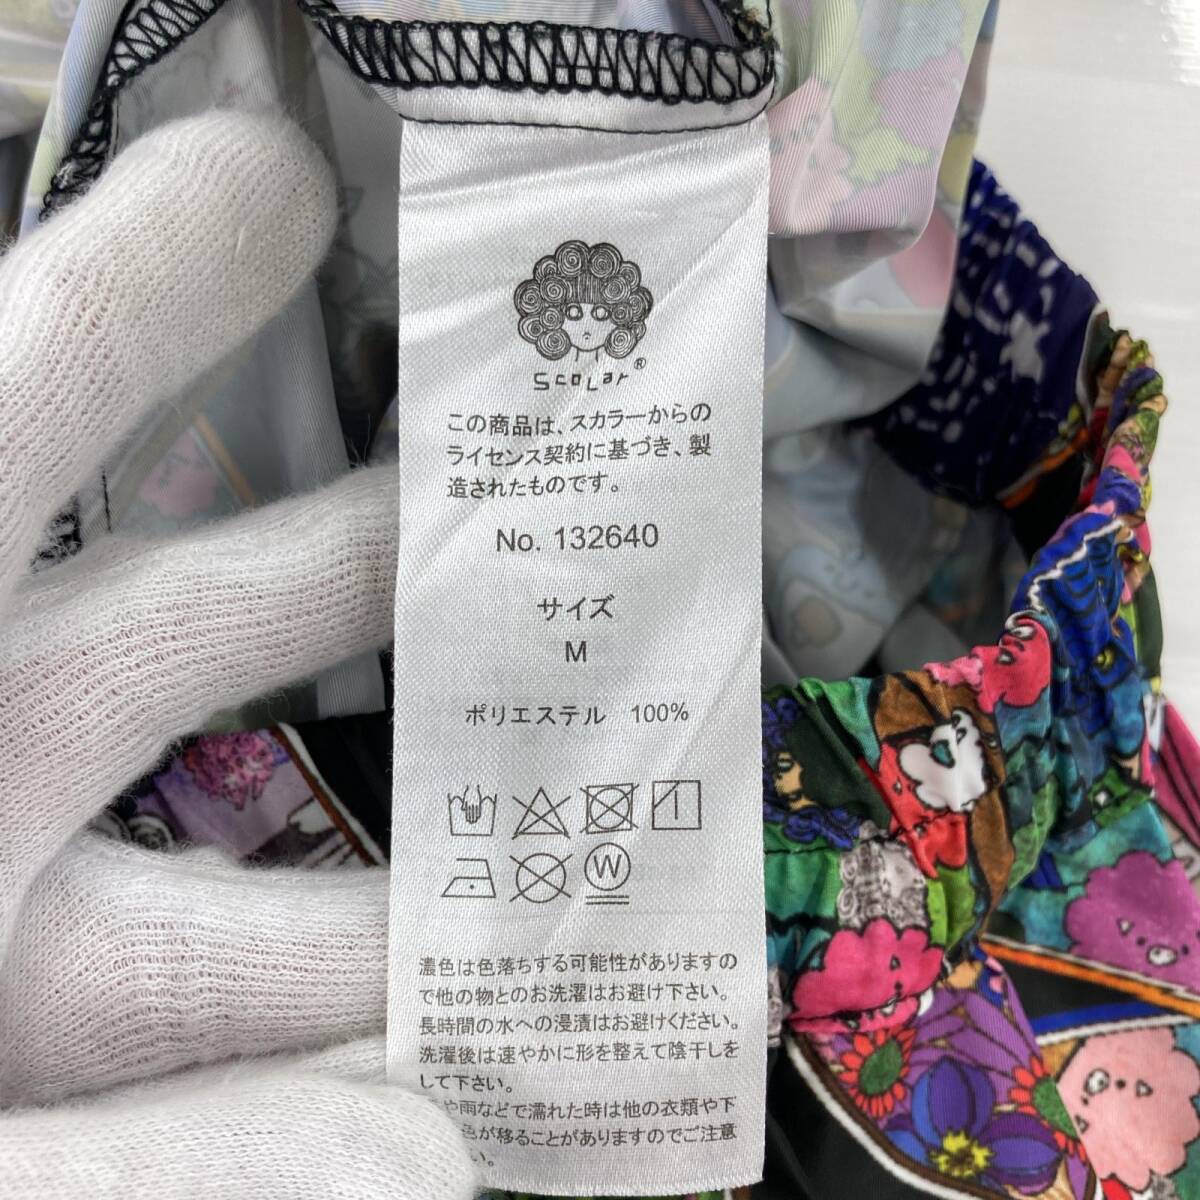 ScoLar®
この商品は、スカラーからの
ライセンス契約に基づき、製
造されたものです。
No. 132640
サイズ
M
ポリエステル 100%
W
濃色は色落ちする可能性がありますの
で他の物とのお洗濯はお避け下さい。
長時間の水への浸漬はお避けください。
洗濯後は速やかに形を整えて陰干しを
して下さい。
や雨などで濡れた時は他の衣類や下
色が移ることがありますのでご注意
い。